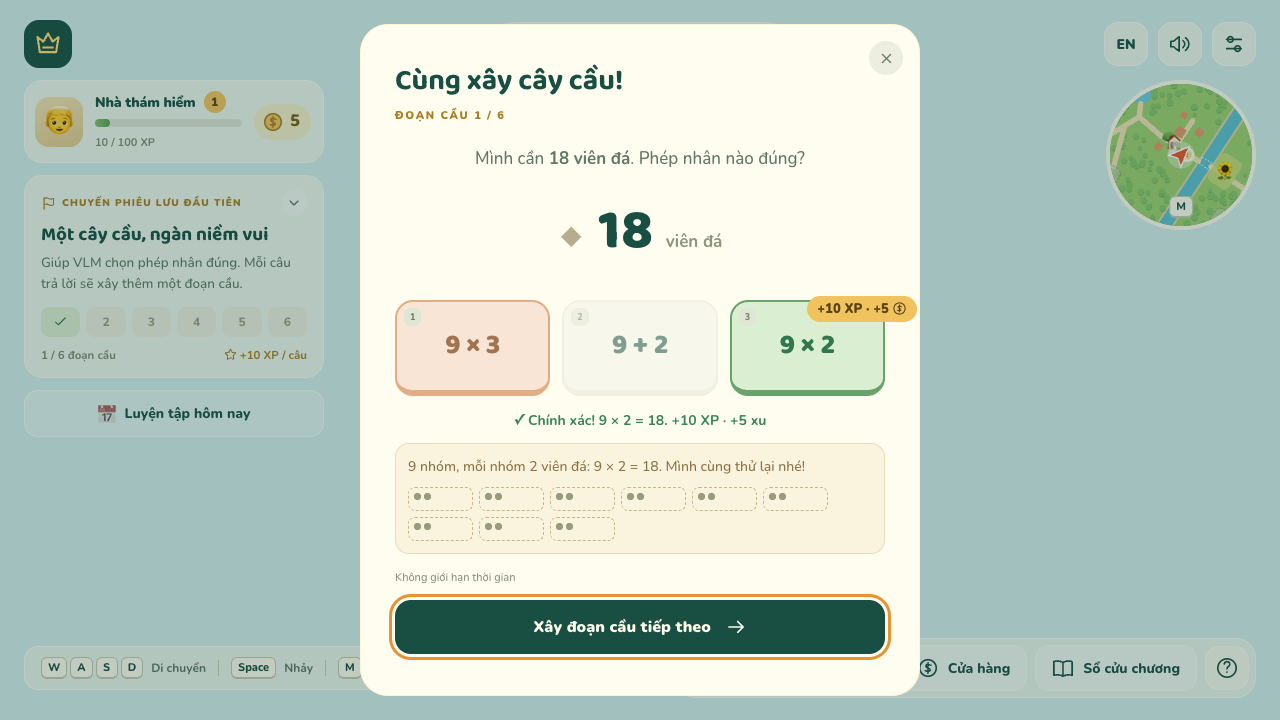 EN
Nhà thám hiểm 1
10 / 100 XP
5
CHUYẾN PHIÊU LƯU ĐẦU TIÊN
Một cây cầu, ngàn niềm vui
Giúp VLM chọn phép nhân đúng. Mỗi câu
trả lời sẽ xây thêm một đoạn cầu.
2 3 4 5 6
1 / 6 đoạn cầu
+10 XP / câu
Luyện tập hôm nay
Cùng xây cây cầu!
ĐOẠN CẦU 1 / 6
Mình cần 18 viên đá. Phép nhân nào đúng?
18 viên đá
+10 XP · +5
1
9 × 3
2
9 + 2
3
9 × 2
✓ Chính xác! 9 × 2 = 18. +10 XP · +5 xu
9 nhóm, mỗi nhóm 2 viên đá: 9 × 2 = 18. Mình cùng thử lại nhé!
Không giới hạn thời gian
Xây đoạn cầu tiếp theo →
M
W A S D Di chuyển
Space Nhảy
M
Cửa hàng
Sổ cửu chương
?